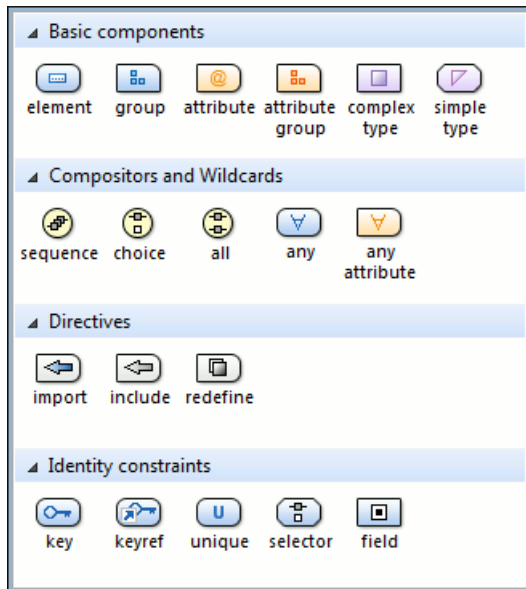 Basic components
element group attribute attribute complex simple
group type type
Compositors and Wildcards
sequence choice all any any
attribute
Directives
import include redefine
Identity constraints
U
key keyref unique selector field